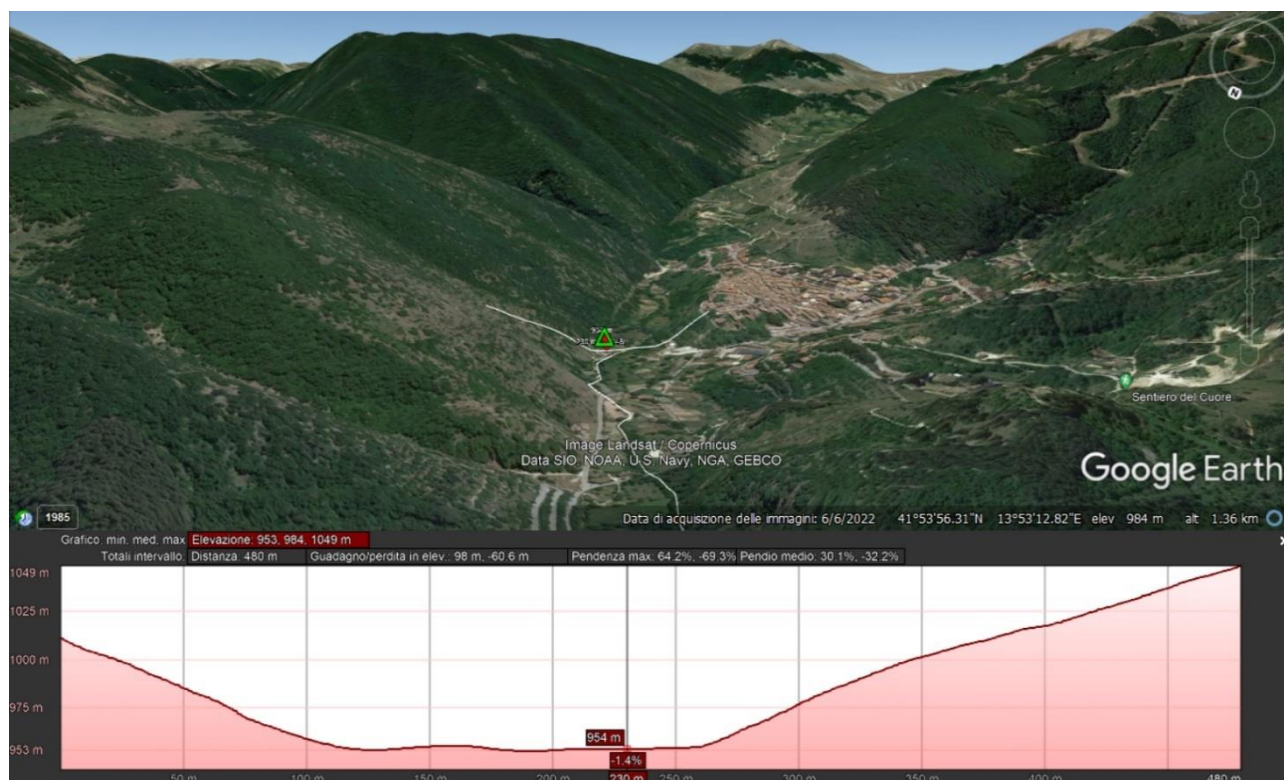 N
Sentiero del Cuore
Image Landsat / Copernicus
Data SIO, NOAA, U.S. Navy, NGA, GEBCO
Google Earth
1985
Data di acquisizione delle immagini: 6/6/2022 41°53'56.31"N 13°53'12.82"E elev 984 m alt 1.36 km
Grafico: min. med. max Elevazione: 953, 984, 1049 m
Totali intervallo: Distanza: 480 m Guadagno/perdita in elev.: 98 m, -60.6 m Pendenza max: 64.2%, -69.3% Pendio medio: 30.1%, -32.2%
1049 m
1025 m
1000 m
975 m
954 m
953 m
-1.4%
50 m 100 m 150 m 200 m 230 m 250 m 300 m 350 m 400 m 480 m